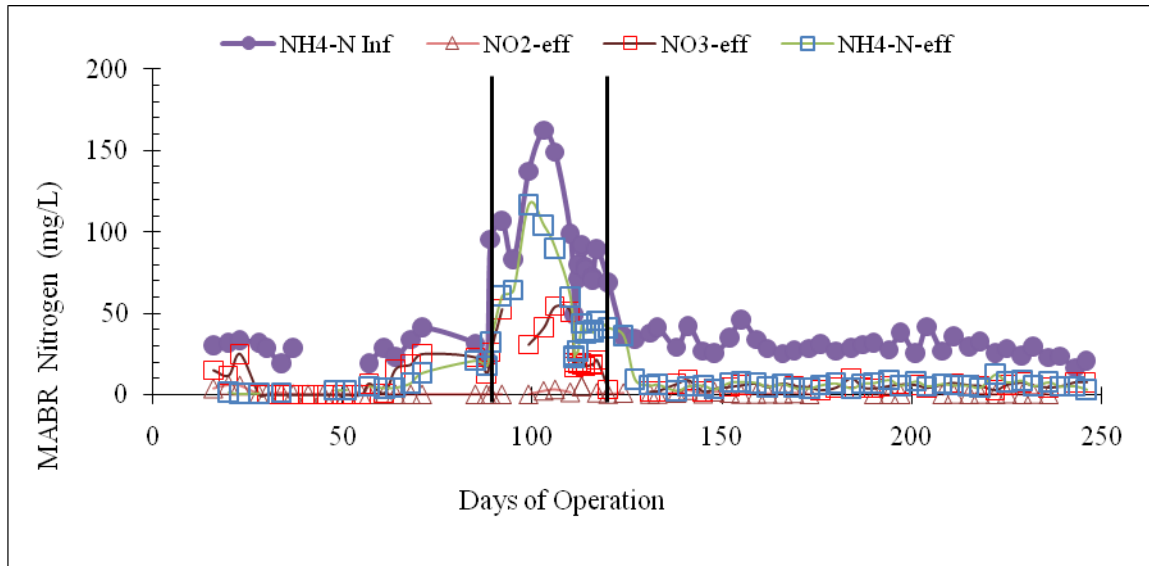 NH4-N Inf NO2-eff NO3-eff NH4-N-eff
200
150
100
50
0
0 50 100 150 200 250
MABR Nitrogen (mg/L)
Days of Operation